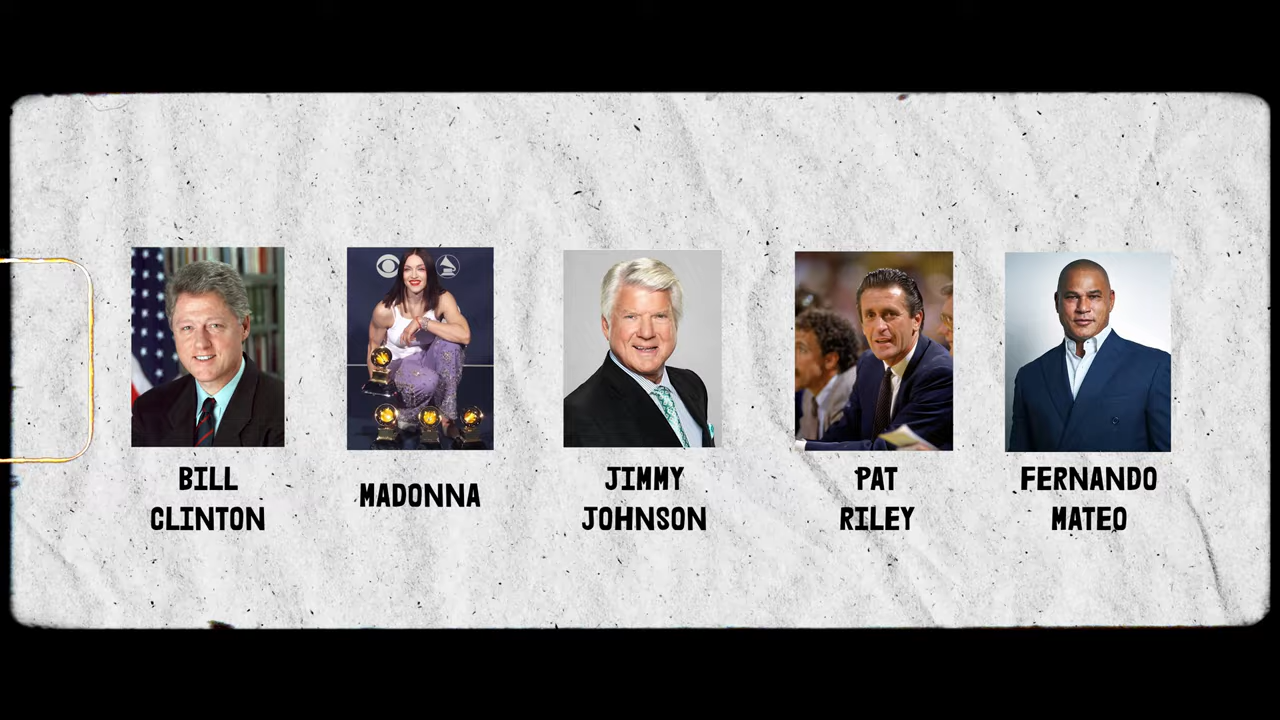 BILL
CLINTON
MADONNA
JIMMY
JOHNSON
PAT
RILEY
FERNANDO
MATEO